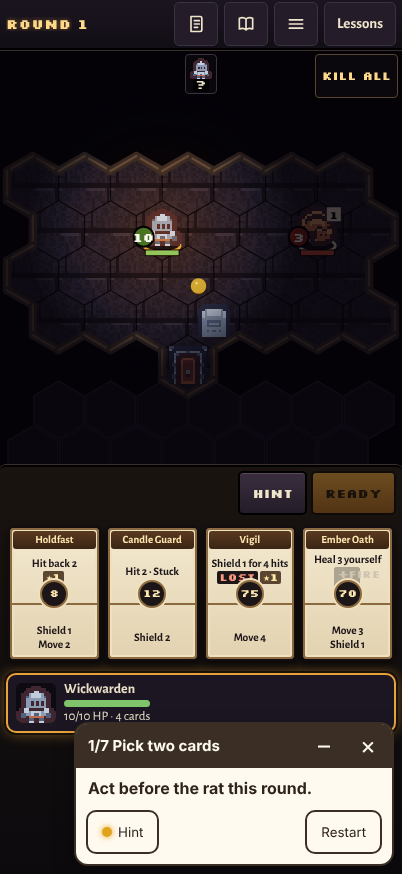 ROUND 1
Lessons
?
KILL ALL
1
10
3
HINT
READY
Holdfast
Hit back 2
★1
8
Shield 1
Move 2
Candle Guard
Hit 2 · Stuck
12
Shield 2
Vigil
Shield 1 for 4 hits
LOST ★1
75
Move 4
Ember Oath
Heal 3 yourself
+FIRE
70
Move 3
Shield 1
Wickwarden
10/10 HP · 4 cards
1/7 Pick two cards
Act before the rat this round.
Hint
Restart